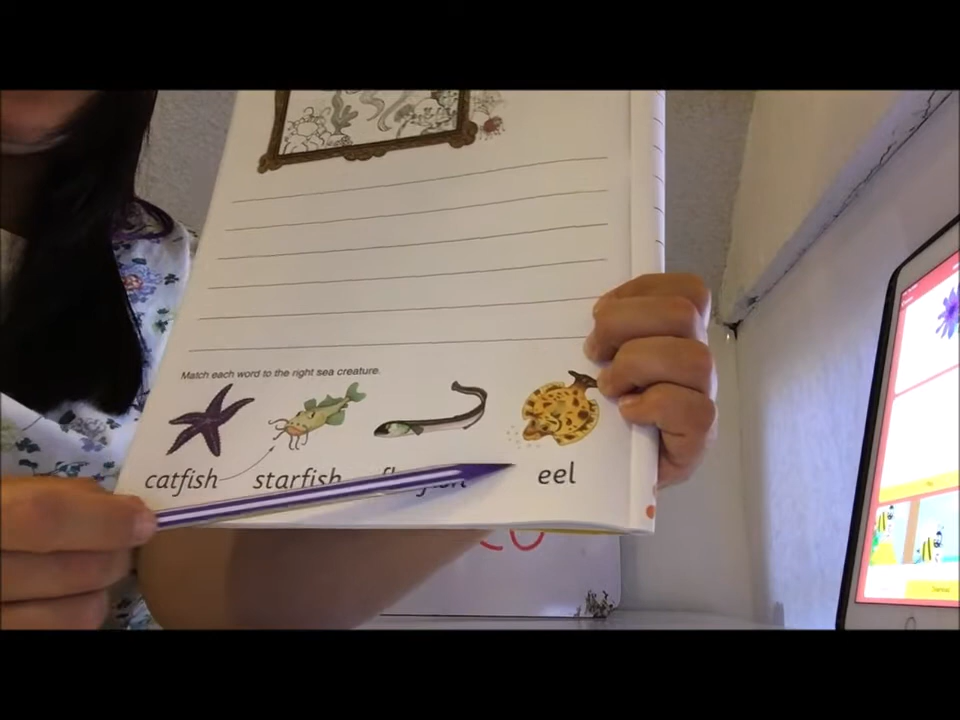 Match each word to the right sea creature.
catfish starfish eel